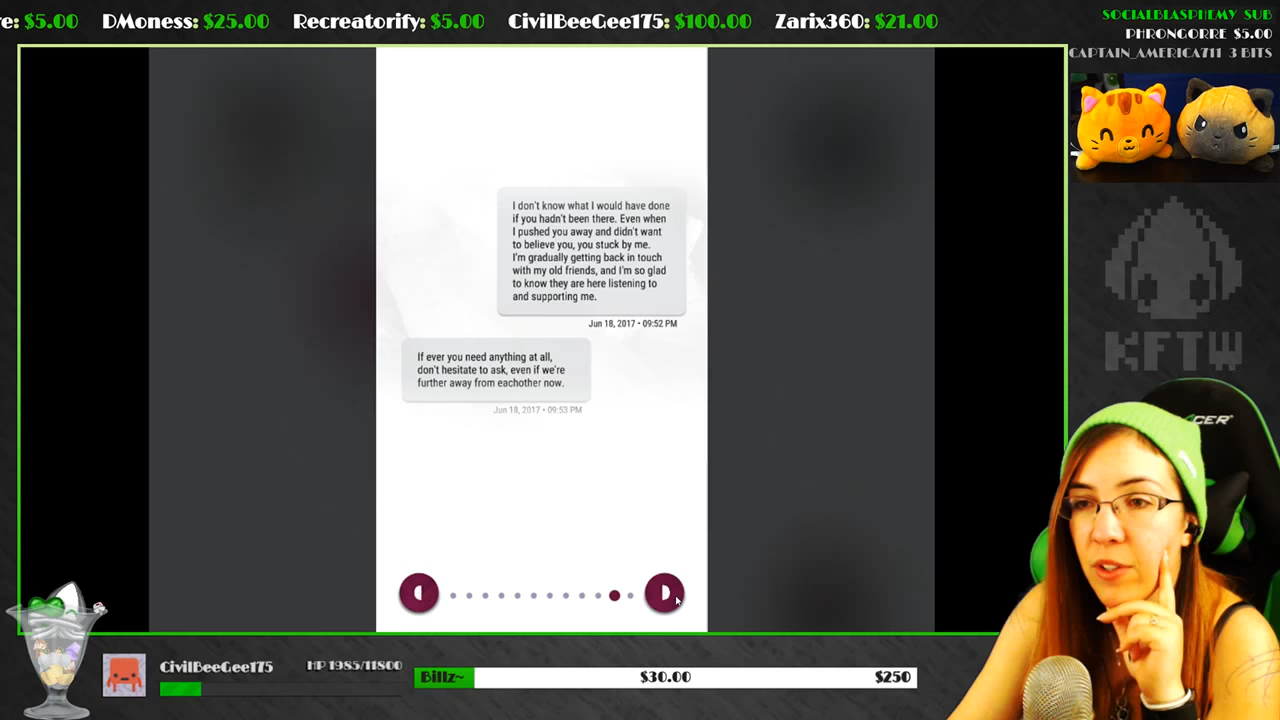 re: $5.00 DMoness: $25.00 Recreatorify: $5.00 CivilBeeGee175: $100.00 Zarix360: $21.00
SOCIALBLASPHEMY SUB
PHRONGORRE $5.00
CAPTAIN_AMERICA711 3 BITS
I don't know what I would have done
if you hadn't been there. Even when
I pushed you away and didn't want
to believe you, you stuck by me.
I'm gradually getting back in touch
with my old friends, and I'm so glad
to know they are here listening to
and supporting me.
Jun 18, 2017 • 09:52 PM
If ever you need anything at all,
don't hesitate to ask, even if we're
further away from eachother now.
Jun 18, 2017 • 09:53 PM
KFTW
CivilBeeGee175 HP 1985/11800
Billz~ $30.00 $250